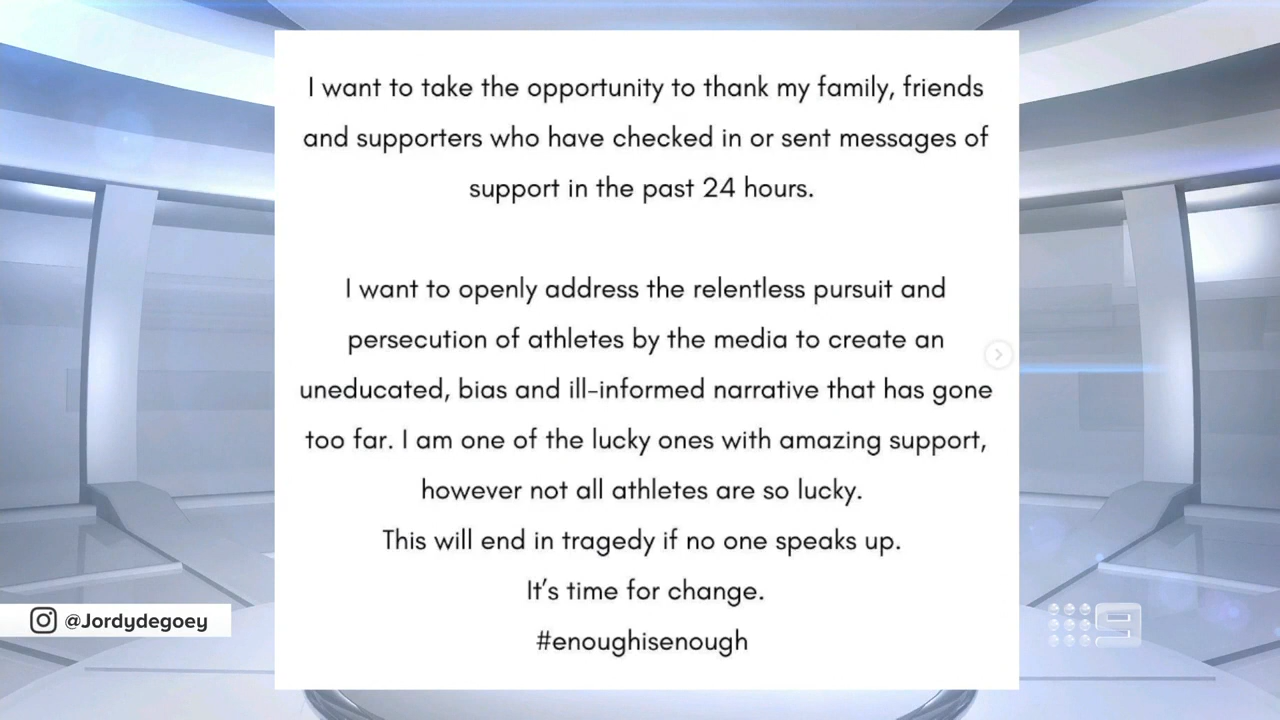 I want to take the opportunity to thank my family, friends
and supporters who have checked in or sent messages of
support in the past 24 hours.
I want to openly address the relentless pursuit and
persecution of athletes by the media to create an
uneducated, bias and ill-informed narrative that has gone
too far. I am one of the lucky ones with amazing support,
however not all athletes are so lucky.
This will end in tragedy if no one speaks up.
It's time for change.
#enoughisenough
@Jordydegoey
9